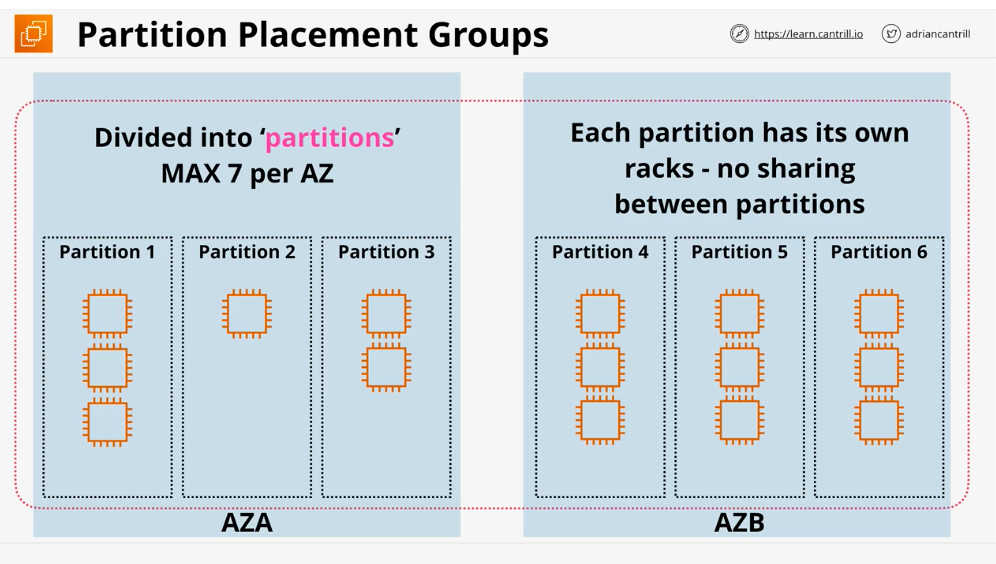 Partition Placement Groups
https://learn.cantrill.io
adriancantrill
Divided into ‘partitions’
MAX 7 per AZ
Each partition has its own
racks - no sharing
between partitions
Partition 1
Partition 2
Partition 3
Partition 4
Partition 5
Partition 6
AZA
AZB